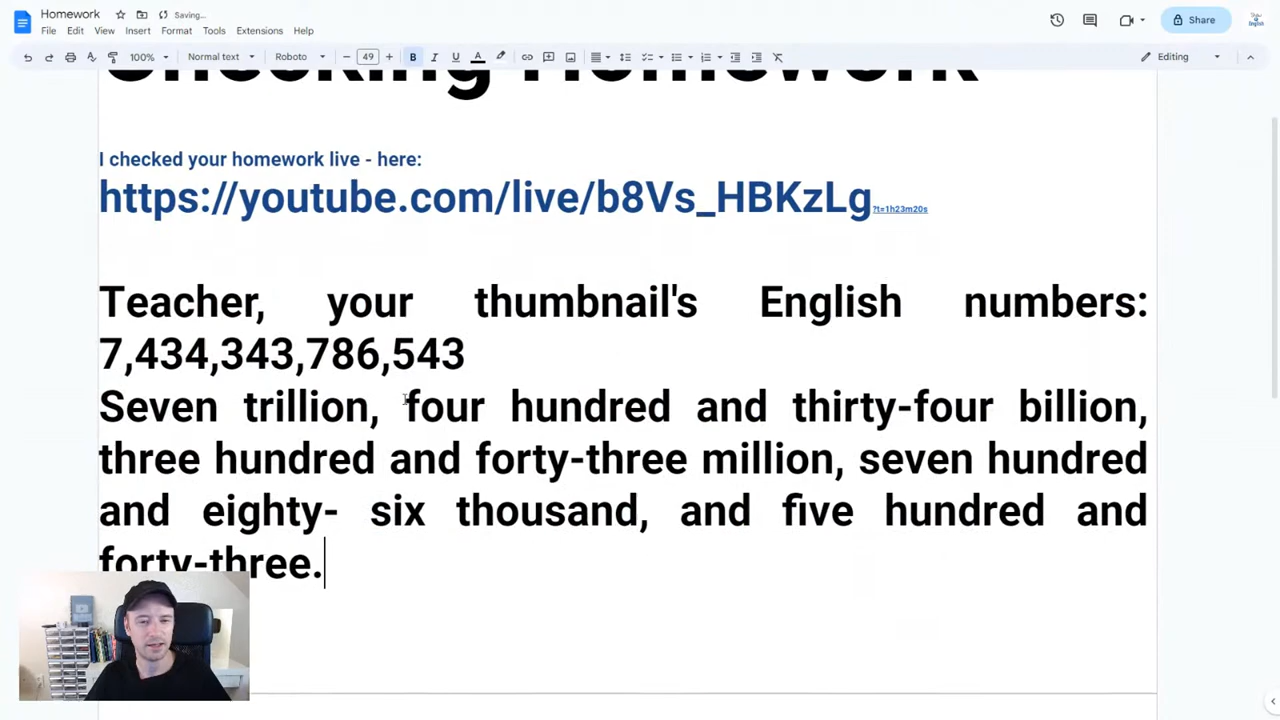 Homework Saving...
File Edit View Insert Format Tools Extensions Help
Share
100% Normal text Roboto 49 B I U A Editing
Checking Homework
I checked your homework live - here:
https://youtube.com/live/b8Vs_HBKzLg?t=1h23m20s
Teacher, your thumbnail's English numbers:
7,434,343,786,543
Seven trillion, four hundred and thirty-four billion,
three hundred and forty-three million, seven hundred
and eighty- six thousand, and five hundred and
forty-three.